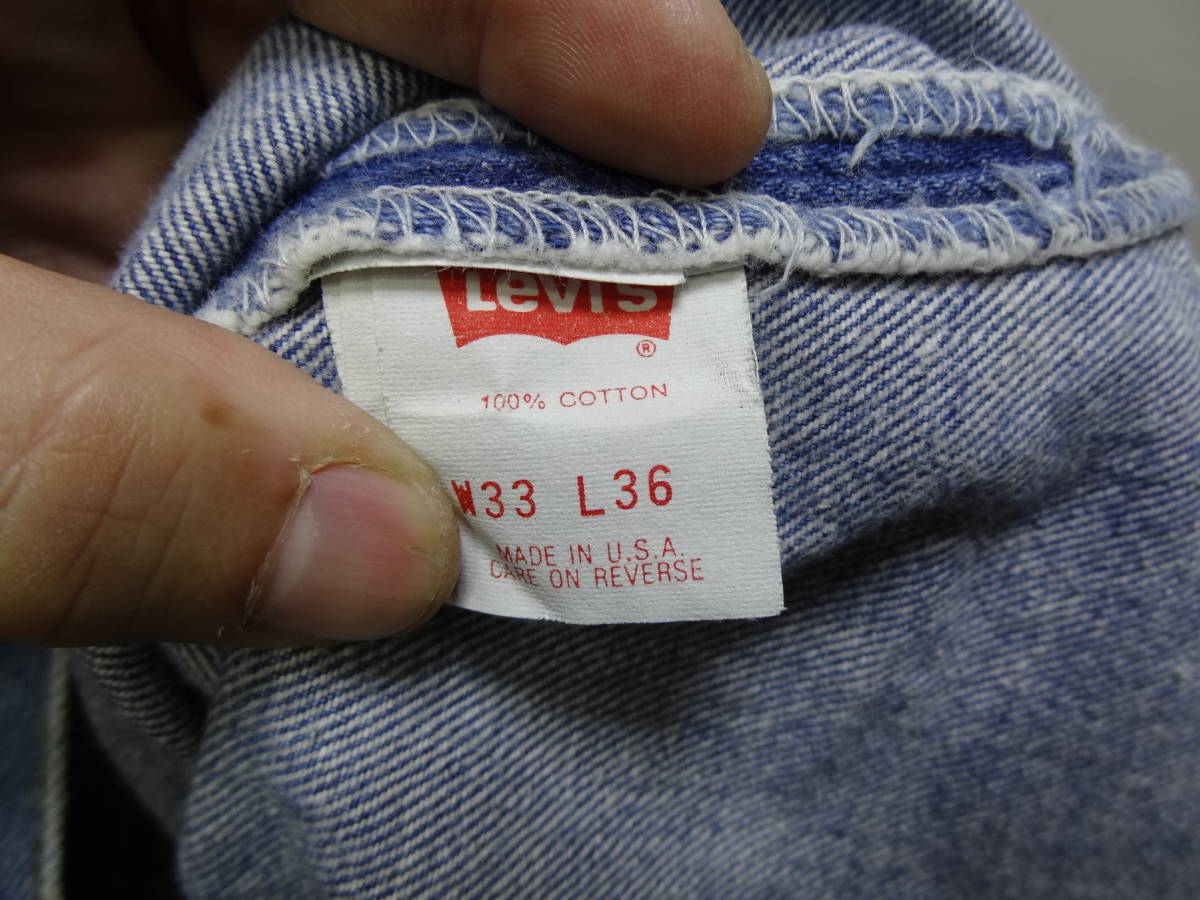 Levi's
®
100% COTTON
W33 L36
MADE IN U.S.A.
CARE ON REVERSE